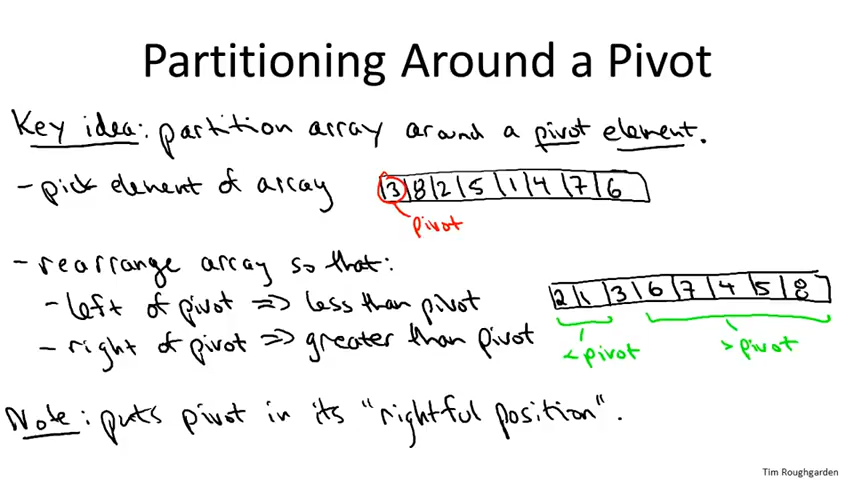 Partitioning Around a Pivot
Key idea: partition array around a pivot element.
- pick element of array
3 8 2 5 1 4 7 6
pivot
- rearrange array so that:
- left of pivot => less than pivot
2 1 3 6 7 4 5 8
- right of pivot => greater than pivot
< pivot
> pivot
Note: puts pivot in its "rightful position".
Tim Roughgarden